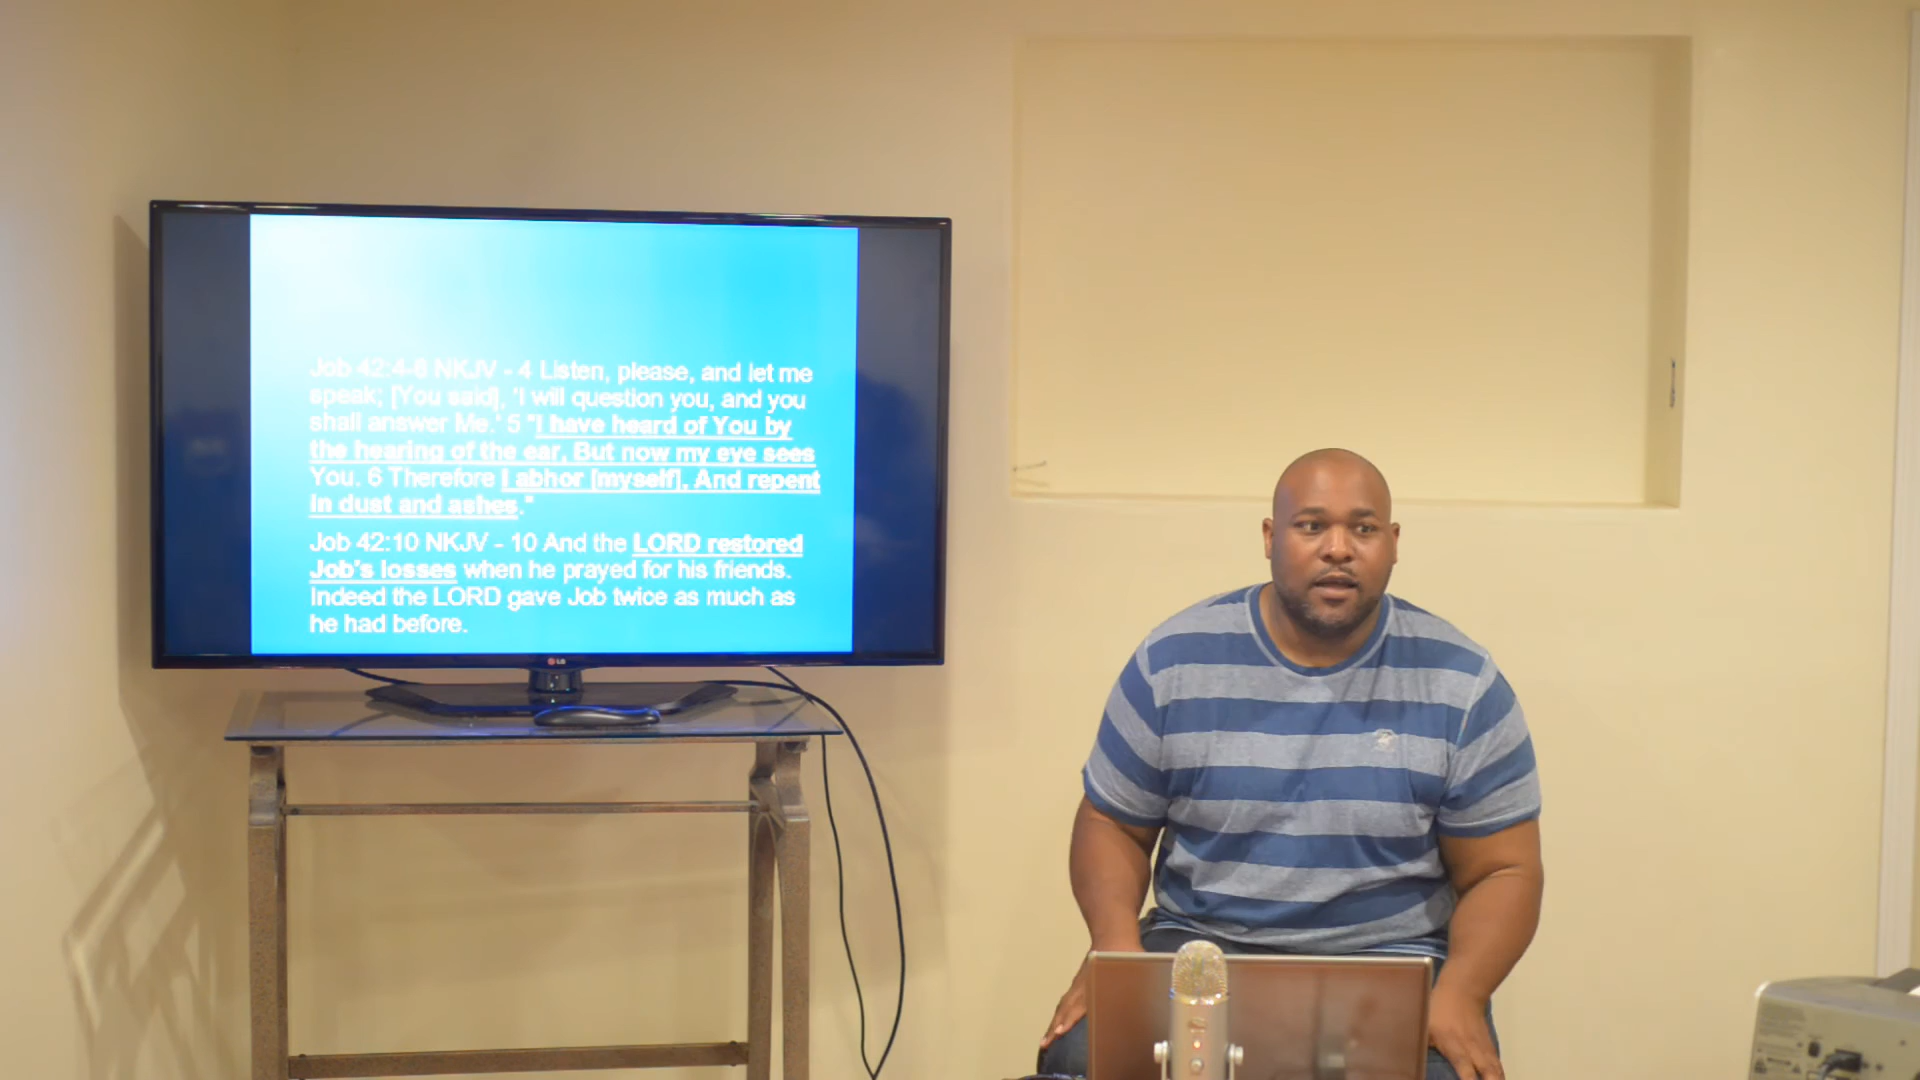 Job 42:4-6 NKJV - 4 Listen, please, and let me
speak; [You said], 'I will question you, and you
shall answer Me.' 5 "I have heard of You by
the hearing of the ear, But now my eye sees
You. 6 Therefore I abhor [myself], And repent
In dust and ashes."
Job 42:10 NKJV - 10 And the LORD restored
Job's losses when he prayed for his friends.
Indeed the LORD gave Job twice as much as
he had before.
LG